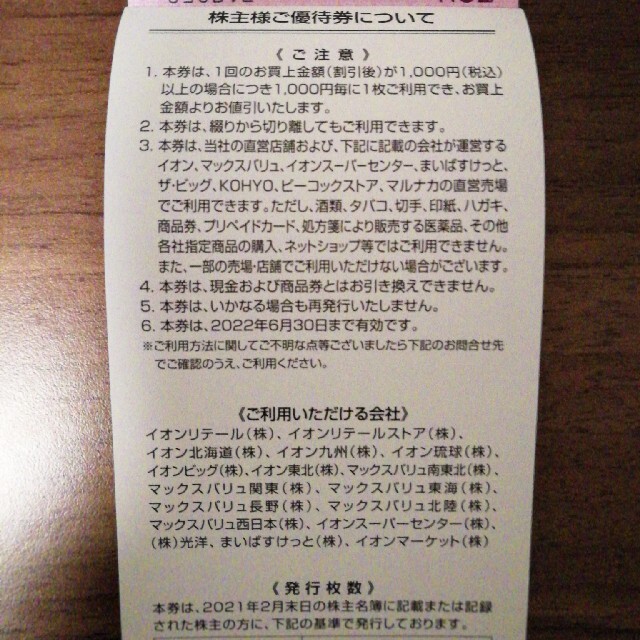 株主様ご優待券について
《ご注意》
1. 本券は、1回のお買上金額(割引後)が1,000円(税込)
以上の場合につき1,000円毎に1枚ご利用でき、お買上
金額よりお値引いたします。
2. 本券は、綴りから切り離してもご利用できます。
3. 本券は、当社の直営店舗および、下記に記載の会社が運営する
イオン、マックスバリュ、イオンスーパーセンター、まいばすけっと、
ザ・ビッグ、KOHYO、ピーコックストア、マルナカの直営売場
でご利用できます。ただし、酒類、タバコ、切手、印紙、ハガキ、
商品券、プリペイドカード、処方箋により販売する医薬品、その他
各社指定商品の購入、ネットショップ等ではご利用できません。
また、一部の売場・店舗でご利用いただけない場合がございます。
4. 本券は、現金および商品券とはお引き換えできません。
5. 本券は、いかなる場合も再発行いたしません。
6. 本券は、2022年6月30日まで有効です。
※ご利用方法に関してご不明な点等ございましたら下記のお問合せ先
でご確認のうえ、ご利用ください。
《ご利用いただける会社》
イオンリテール(株)、イオンリテールストア(株)、
イオン北海道(株)、イオン九州(株)、イオン琉球(株)、
イオンビッグ(株)、イオン東北(株)、マックスバリュ南東北(株)、
マックスバリュ関東(株)、マックスバリュ東海(株)、
マックスバリュ長野(株)、マックスバリュ北陸(株)、
マックスバリュ西日本(株)、イオンスーパーセンター(株)、
(株)光洋、まいばすけっと(株)、イオンマーケット(株)
《発行枚数》
本券は、2021年2月末日の株主名簿に記載または記録
された株主の方に、下記の基準で発行しております。